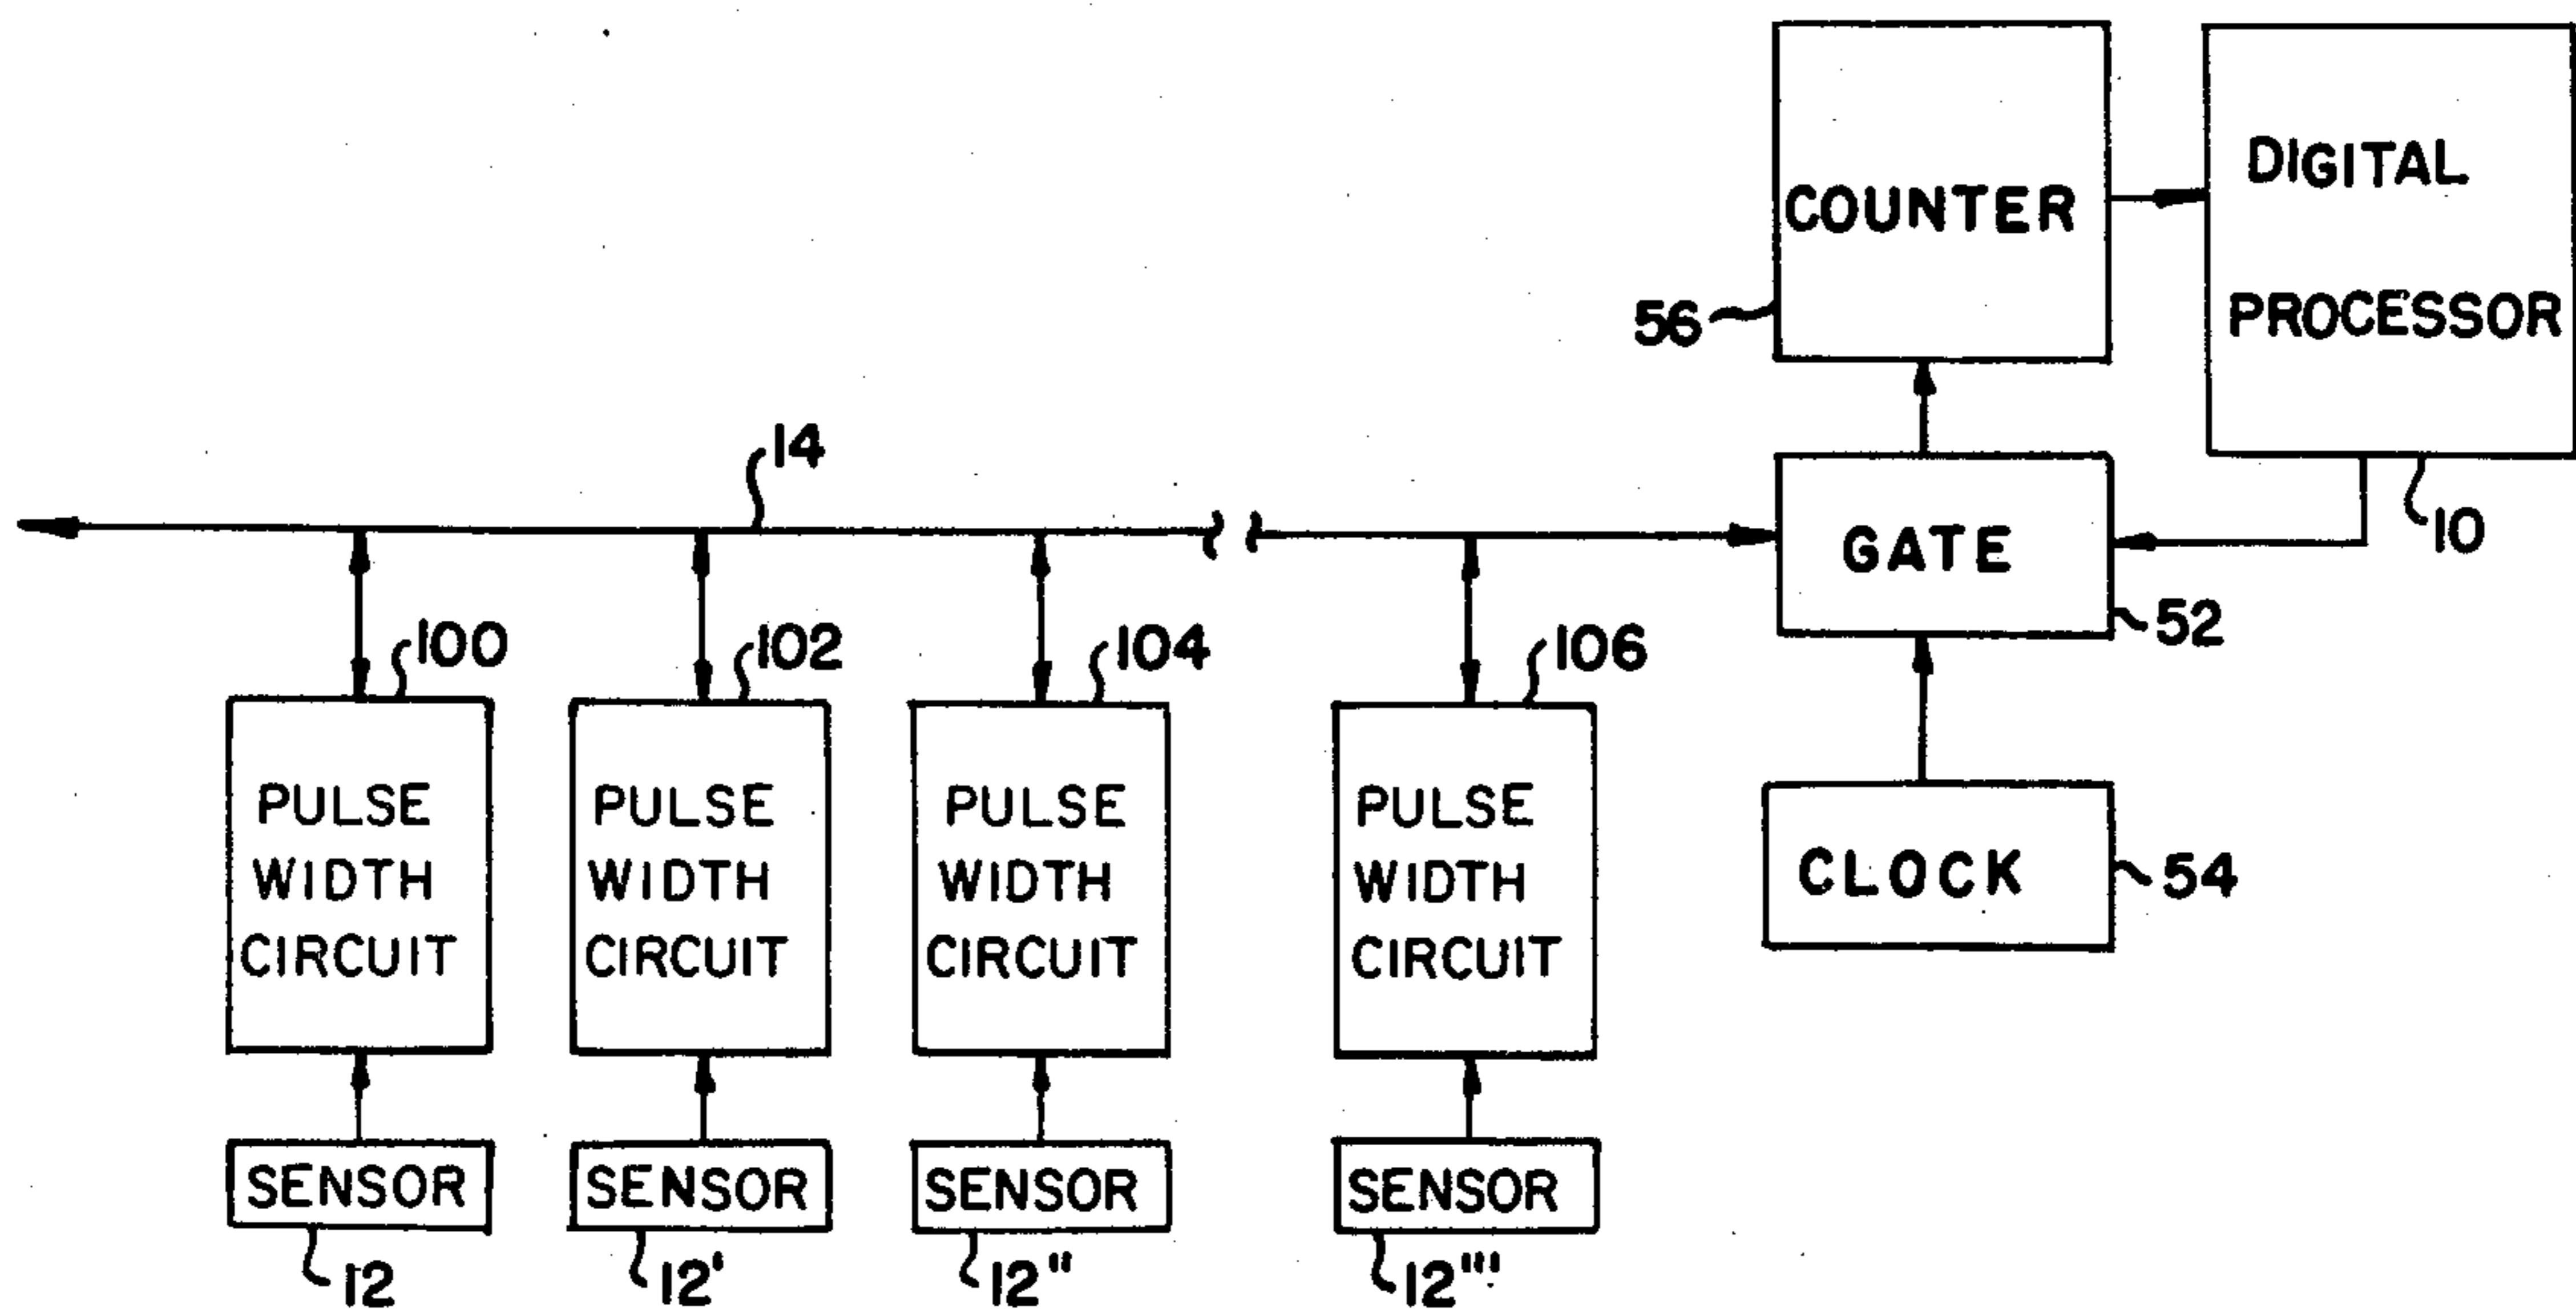 COUNTER
DIGITAL
PROCESSOR
56
14
GATE
10
52
100
102
104
106
PULSE
WIDTH
CIRCUIT
PULSE
WIDTH
CIRCUIT
PULSE
WIDTH
CIRCUIT
PULSE
WIDTH
CIRCUIT
CLOCK
54
SENSOR
SENSOR
SENSOR
SENSOR
12
12'
12"
12"'